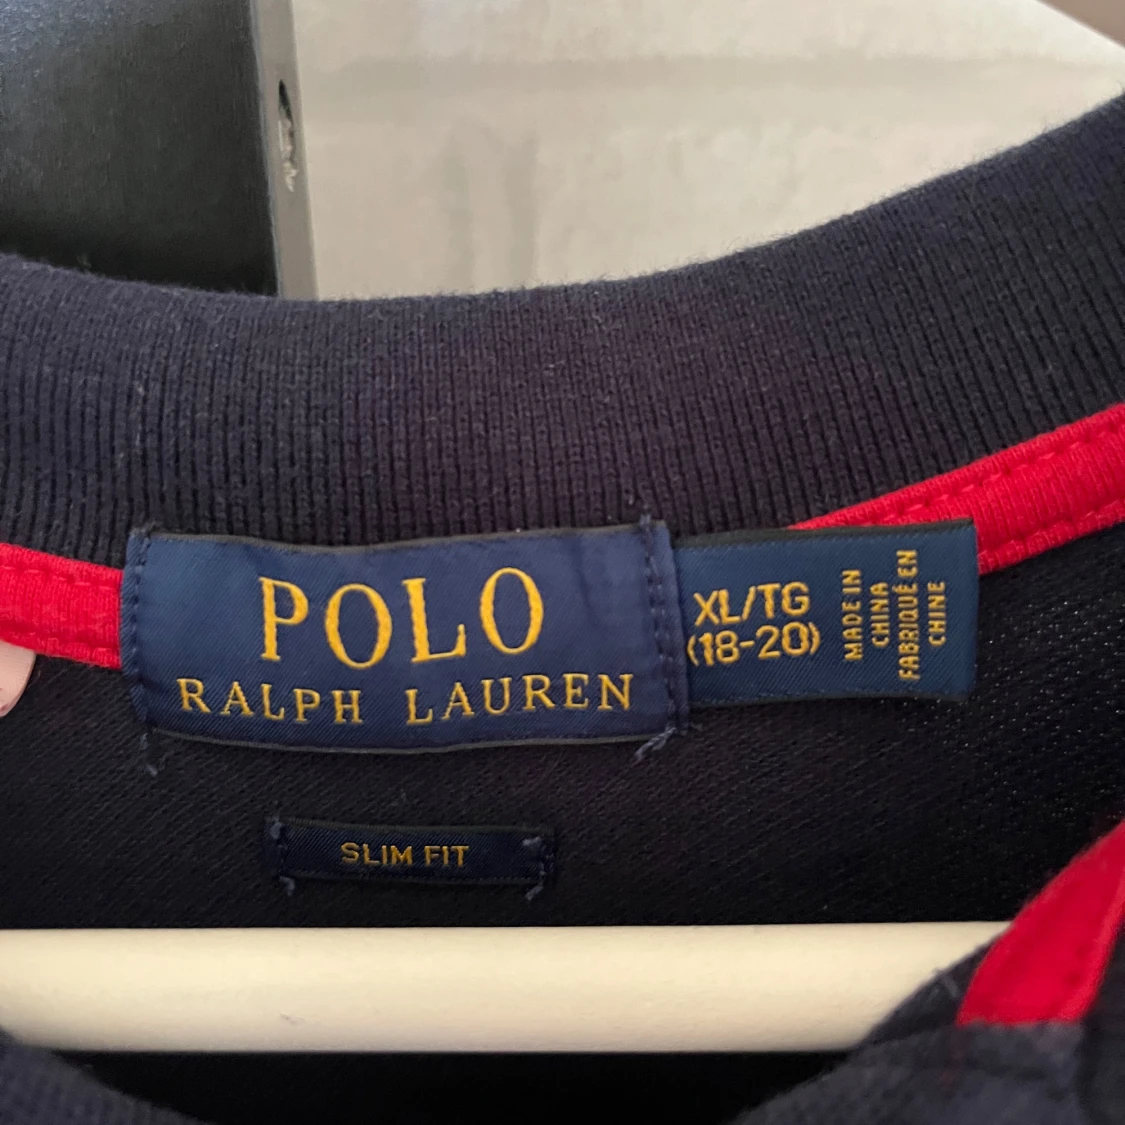 POLO
RALPH LAUREN
XL/TG
(18-20)
MADE IN
CHINA
FABRIQUÉ EN
CHINE
SLIM FIT